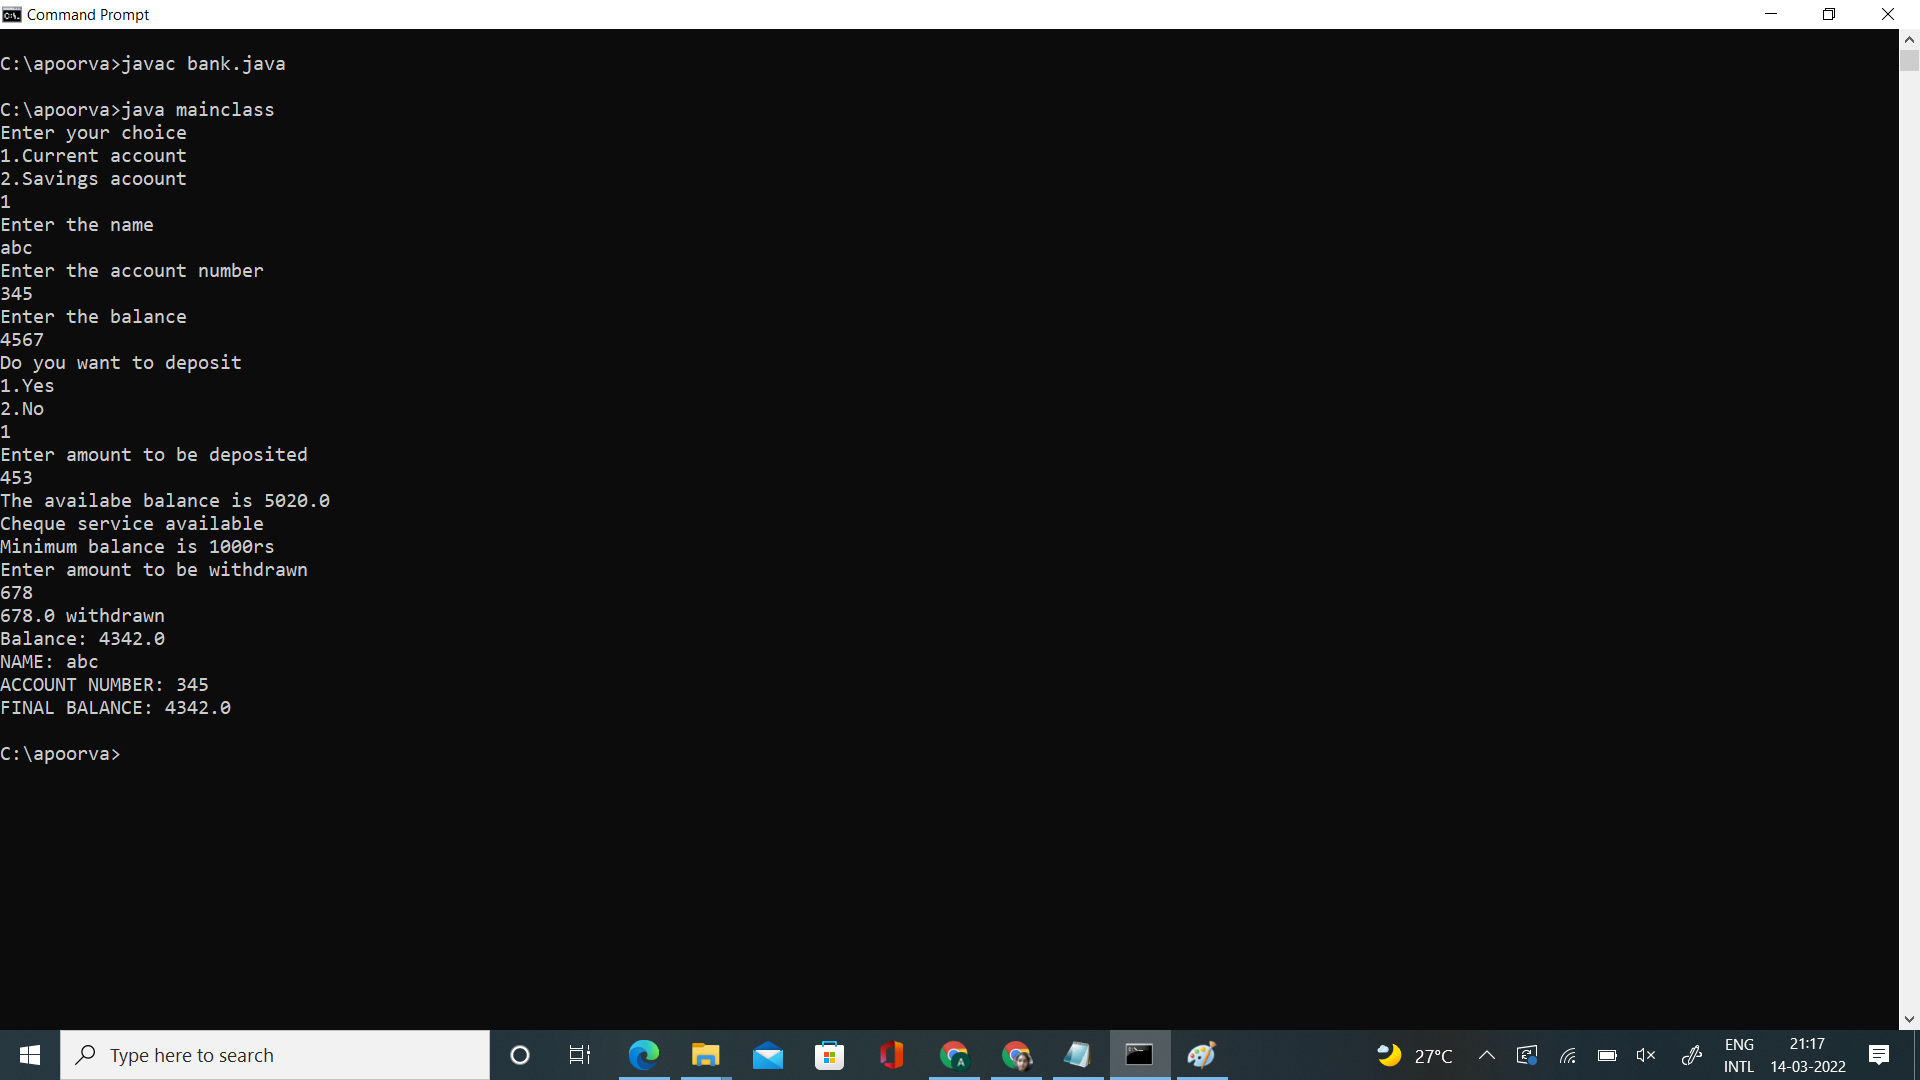 Command Prompt
C:\apoorva>javac bank.java
C:\apoorva>java mainclass
Enter your choice
1.Current account
2.Savings acoount
1
Enter the name
abc
Enter the account number
345
Enter the balance
4567
Do you want to deposit
1.Yes
2.No
1
Enter amount to be deposited
453
The availabe balance is 5020.0
Cheque service available
Minimum balance is 1000rs
Enter amount to be withdrawn
678
678.0 withdrawn
Balance: 4342.0
NAME: abc
ACCOUNT NUMBER: 345
FINAL BALANCE: 4342.0
C:\apoorva>
Type here to search
27°C
ENG
INTL
21:17
14-03-2022